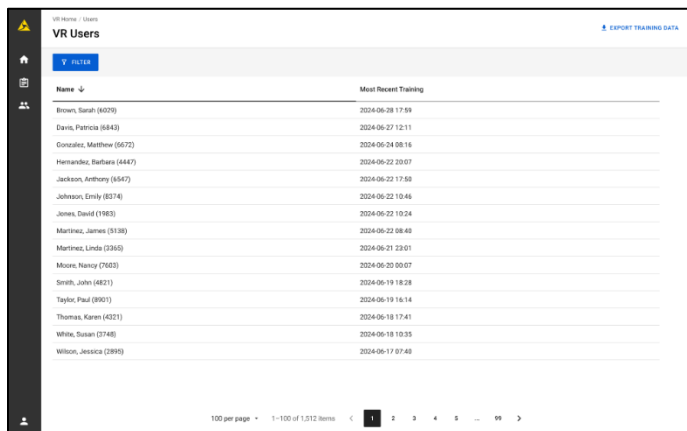 VR Home / Users
VR Users
EXPORT TRAINING DATA
FILTER
Name Most Recent Training
Brown, Sarah (6029) 2024-06-28 17:59
Davis, Patricia (6843) 2024-06-27 12:11
Gonzalez, Matthew (5672) 2024-06-24 08:16
Hernandez, Barbara (4447) 2024-06-22 20:07
Jackson, Anthony (6547) 2024-06-22 17:50
Johnson, Emily (8374) 2024-06-22 10:46
Jones, David (1983) 2024-06-22 10:24
Martinez, James (5138) 2024-06-22 08:40
Martinez, Linda (3365) 2024-06-21 23:01
Moore, Nancy (7603) 2024-06-20 00:07
Smith, John (4821) 2024-06-19 18:28
Taylor, Paul (8901) 2024-06-19 16:14
Thomas, Karen (4321) 2024-06-18 17:41
White, Susan (3748) 2024-06-18 10:35
Wilson, Jessica (2895) 2024-06-17 07:40
100 per page 1–100 of 1,512 items 1 2 3 4 5 ... 99